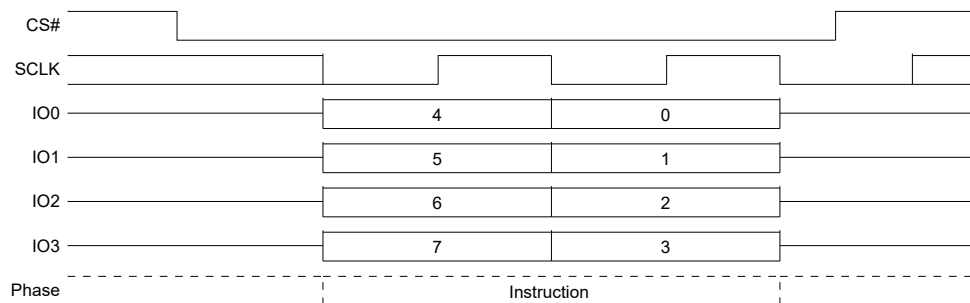 CS#
SCLK
IO0 4 0
IO1 5 1
IO2 6 2
IO3 7 3
Phase Instruction